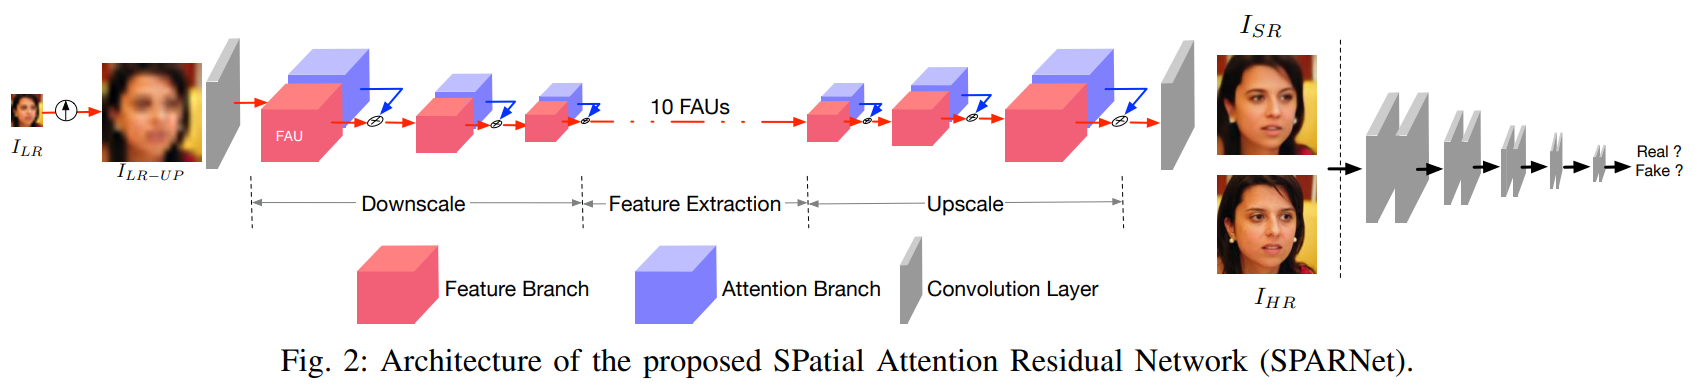 I_{SR}
10 FAUs
FAU
I_{LR}
I_{LR-UP}
Real ?
Fake ?
Downscale
Feature Extraction
Upscale
Feature Branch
Attention Branch
Convolution Layer
I_{HR}
Fig. 2: Architecture of the proposed SPatial Attention Residual Network (SPARNet).